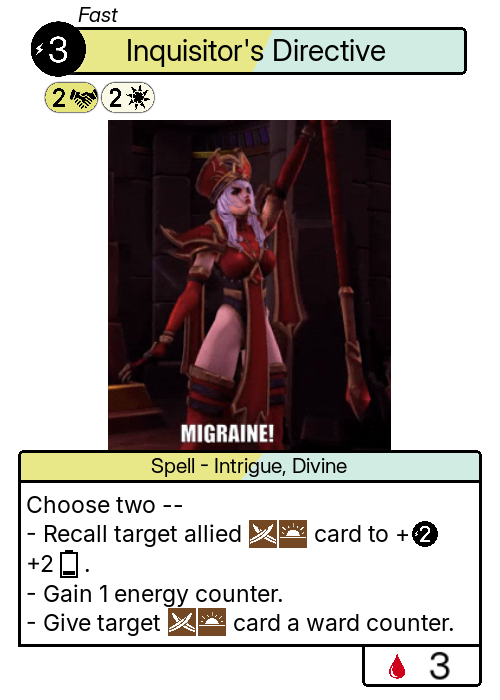 Fast
3 Inquisitor's Directive
2 2
MIGRAINE!
Spell - Intrigue, Divine
Choose two --
- Recall target allied card to +2
+2 .
- Gain 1 energy counter.
- Give target card a ward counter.
3